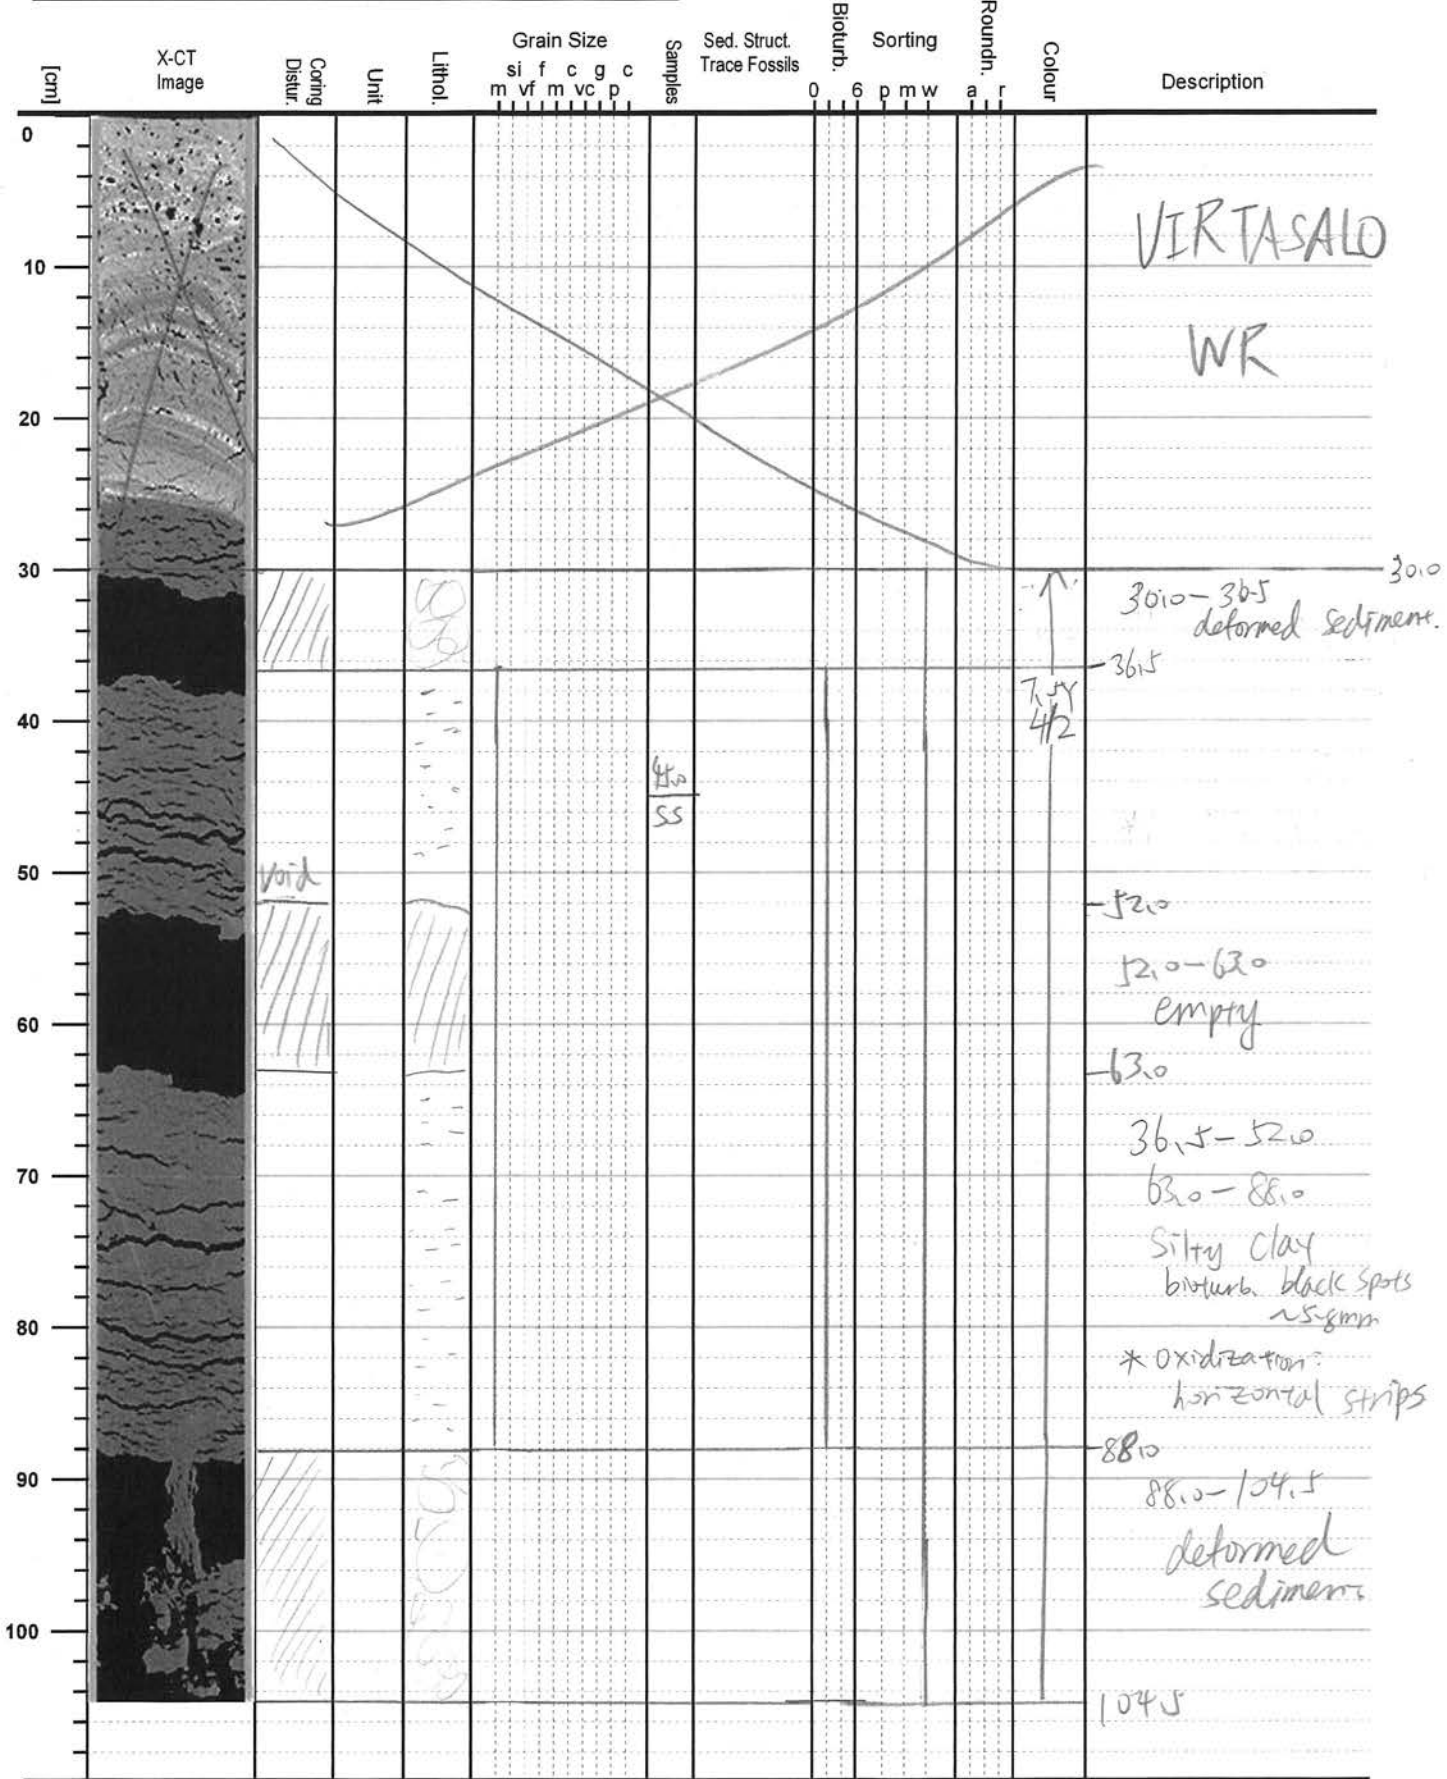 [cm]
X-CT
Image
Coring
Distur.
Unit
Lithol.
Grain Size
si f c g c
m vf m vc p
Samples
Sed. Struct.
Trace Fossils
Bioturb.
0 6
Sorting
p m w
Roundn.
a r
Colour
Description
0
VIRTASALO
10
WR
20
30
30.0
30.0-36.5
deformed sediment.
36.5
7.5Y
4/2
40
45.0
SS
50
Void
52.0
52.0-63.0
empty
60
63.0
36.5-52.0
70
63.0-88.0
Silty Clay
bioturb. black spots
~5-8mm
80
* Oxidization:
horizontal strips
88.0
90
88.0-104.5
deformed
sediment
100
104.5